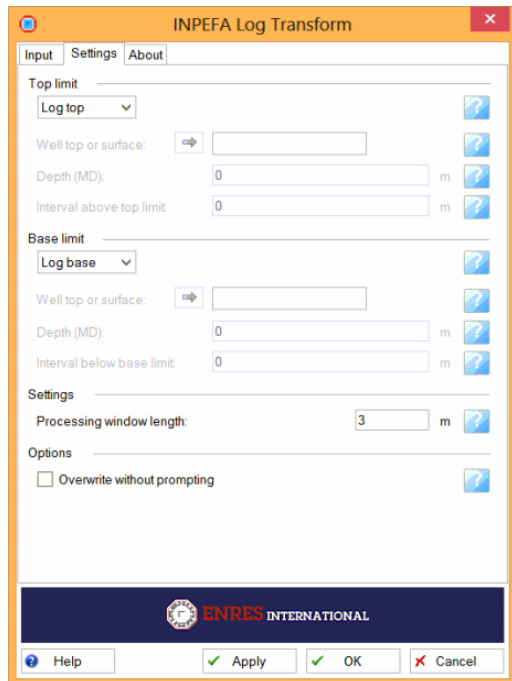 INPEFA Log Transform
Input Settings About
Top limit
Log top
Well top or surface:
Depth (MD): 0 m
Interval above top limit: 0 m
Base limit
Log base
Well top or surface:
Depth (MD): 0 m
Interval below base limit: 0 m
Settings
Processing window length: 3 m
Options
Overwrite without prompting
ENRES INTERNATIONAL
Help Apply OK Cancel